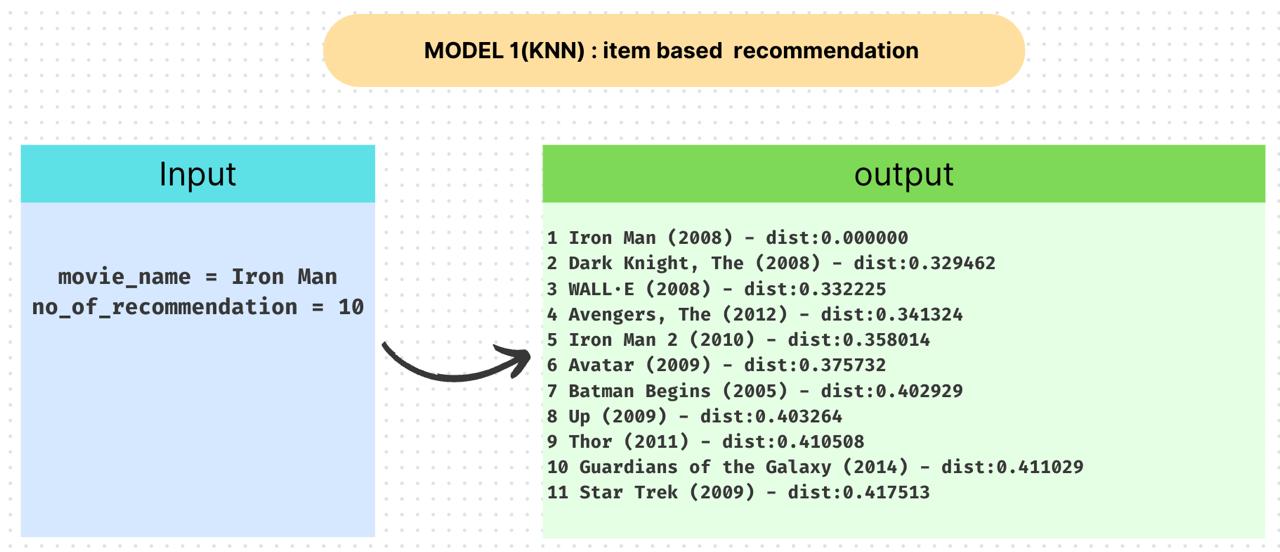 MODEL 1(KNN) : item based recommendation
Input
movie_name = Iron Man
no_of_recommendation = 10
output
1 Iron Man (2008) - dist:0.000000
2 Dark Knight, The (2008) - dist:0.329462
3 WALL·E (2008) - dist:0.332225
4 Avengers, The (2012) - dist:0.341324
5 Iron Man 2 (2010) - dist:0.358014
6 Avatar (2009) - dist:0.375732
7 Batman Begins (2005) - dist:0.402929
8 Up (2009) - dist:0.403264
9 Thor (2011) - dist:0.410508
10 Guardians of the Galaxy (2014) - dist:0.411029
11 Star Trek (2009) - dist:0.417513